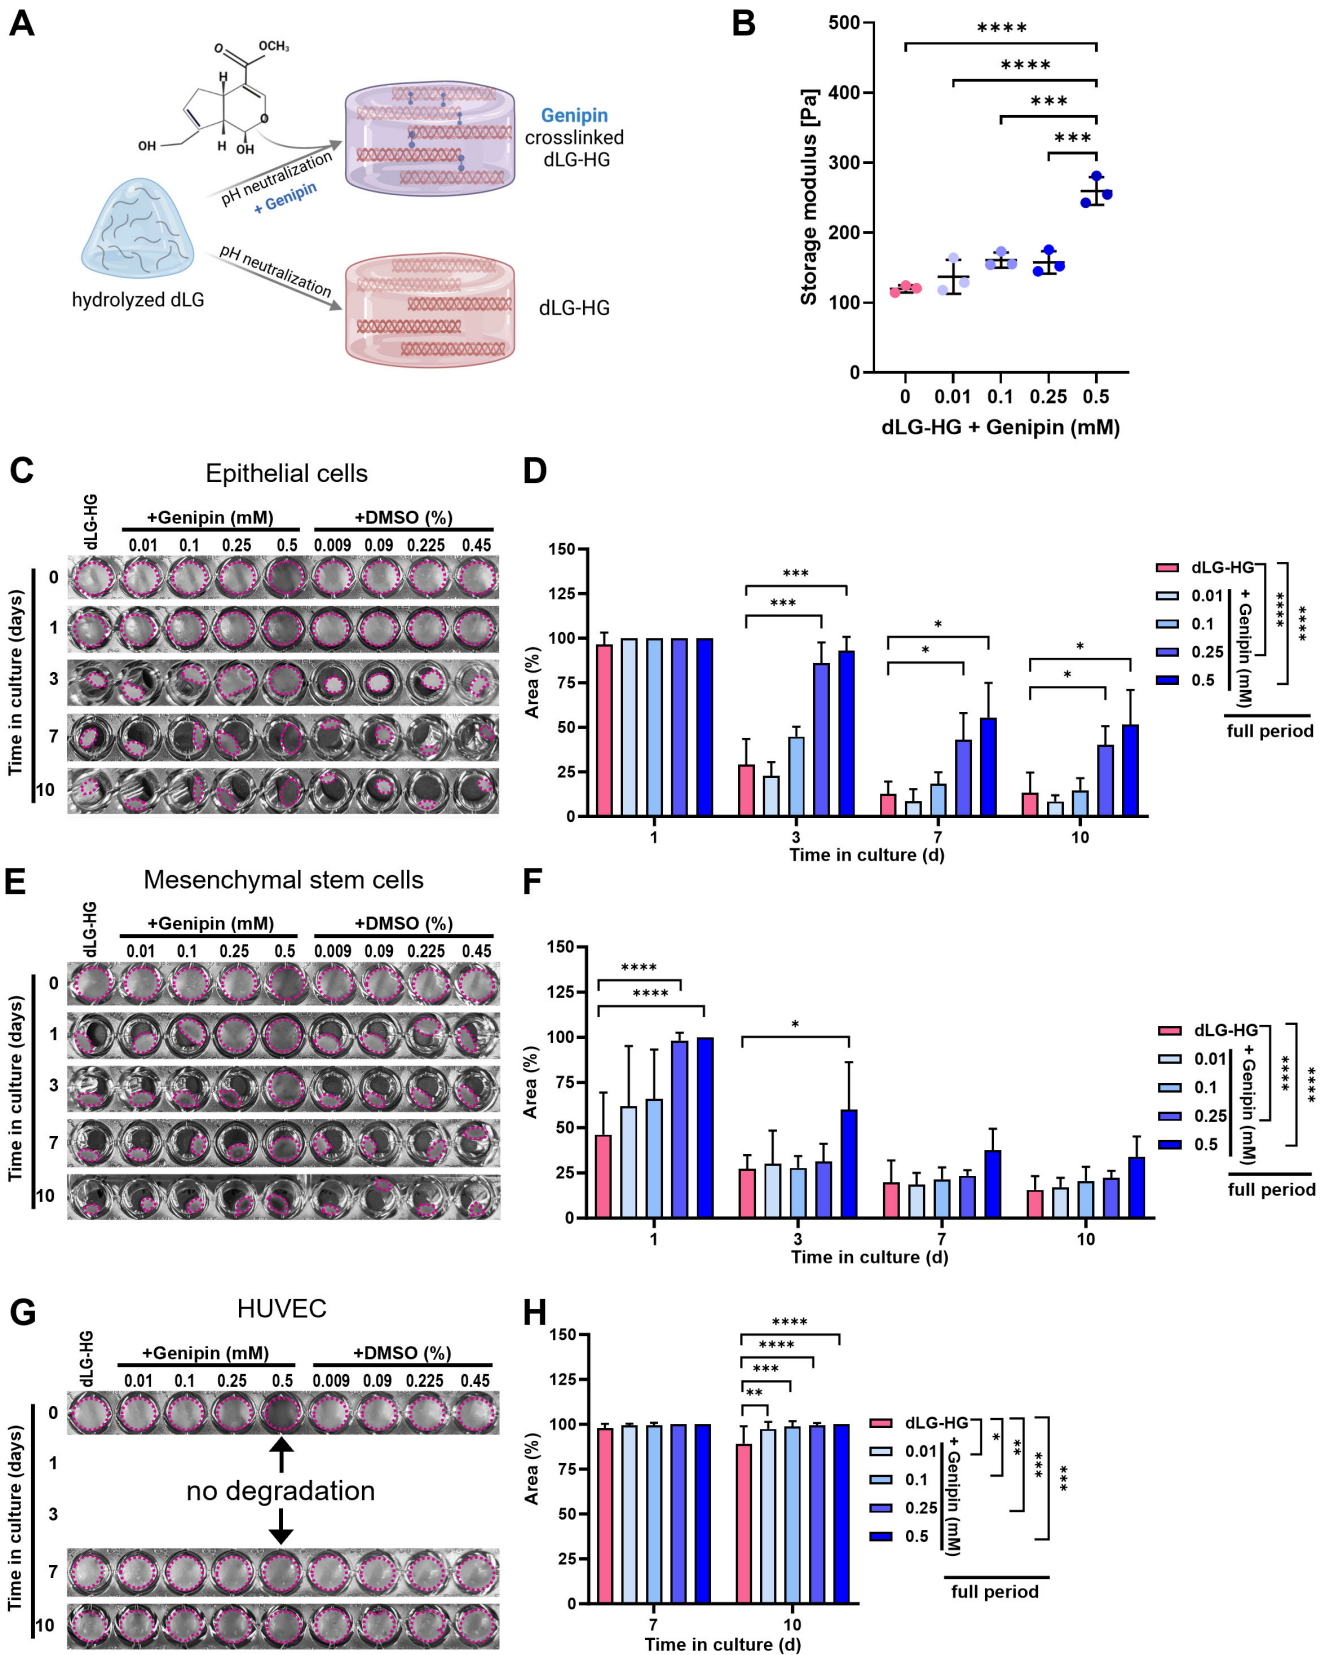 A
OCH₃
O
H
O
H
OH
OH
pH neutralization
+ Genipin
Genipin
crosslinked
dLG-HG
hydrolyzed dLG
pH neutralization
dLG-HG
B
500
400
300
200
100
0
Storage modulus [Pa]
****
****
***
***
0 0.01 0.1 0.25 0.5
dLG-HG + Genipin (mM)
C
Epithelial cells
dLG-HG
+Genipin (mM) +DMSO (%)
0.01 0.1 0.25 0.5 0.009 0.09 0.225 0.45
Time in culture (days)
0
1
3
7
10
D
150
125
100
75
50
25
0
Area (%)
***
***
*
*
*
*
1 3 7 10
Time in culture (d)
dLG-HG
0.01
0.1
0.25
0.5
+ Genipin (mM)
****
****
full period
E
Mesenchymal stem cells
dLG-HG
+Genipin (mM) +DMSO (%)
0.01 0.1 0.25 0.5 0.009 0.09 0.225 0.45
Time in culture (days)
0
1
3
7
10
F
150
125
100
75
50
25
0
Area (%)
****
****
*
1 3 7 10
Time in culture (d)
dLG-HG
0.01
0.1
0.25
0.5
+ Genipin (mM)
****
****
full period
G
HUVEC
dLG-HG
+Genipin (mM) +DMSO (%)
0.01 0.1 0.25 0.5 0.009 0.09 0.225 0.45
Time in culture (days)
0
1
no degradation
3
7
10
H
150
125
100
75
50
25
0
Area (%)
****
****
***
**
7 10
Time in culture (d)
dLG-HG
0.01
0.1
0.25
0.5
+ Genipin (mM)
*
**
***
***
full period